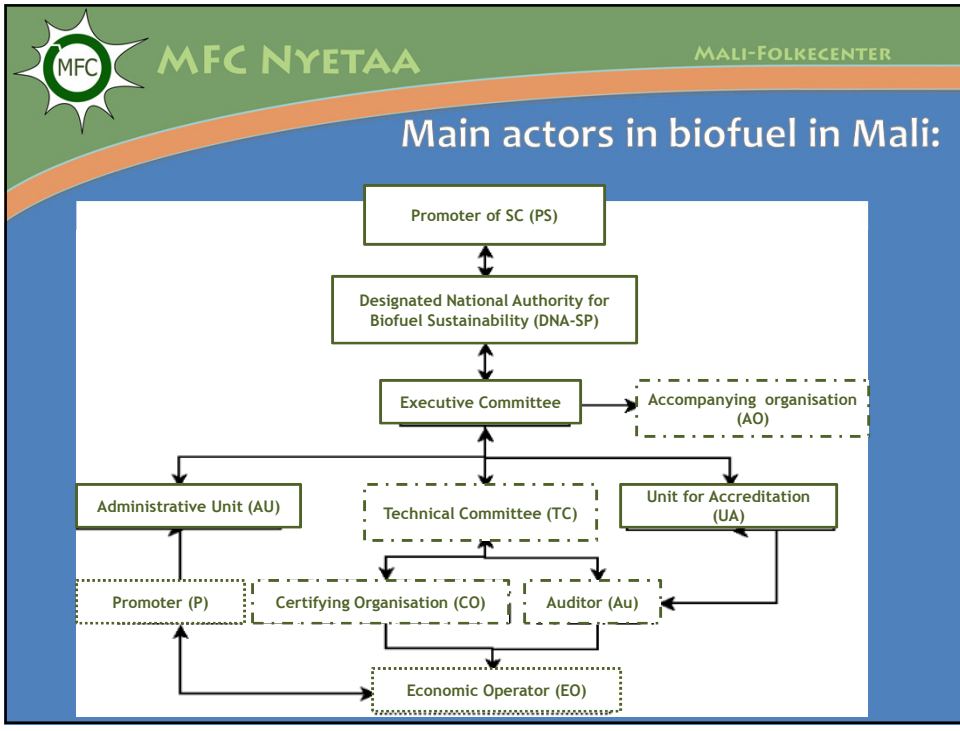 MFC
MFC NYETAA
MALI-FOLKECENTER
Main actors in biofuel in Mali:
Promoter of SC (PS)
Designated National Authority for
Biofuel Sustainability (DNA-SP)
Executive Committee
Accompanying organisation
(AO)
Administrative Unit (AU)
Technical Committee (TC)
Unit for Accreditation
(UA)
Promoter (P)
Certifying Organisation (CO)
Auditor (Au)
Economic Operator (EO)